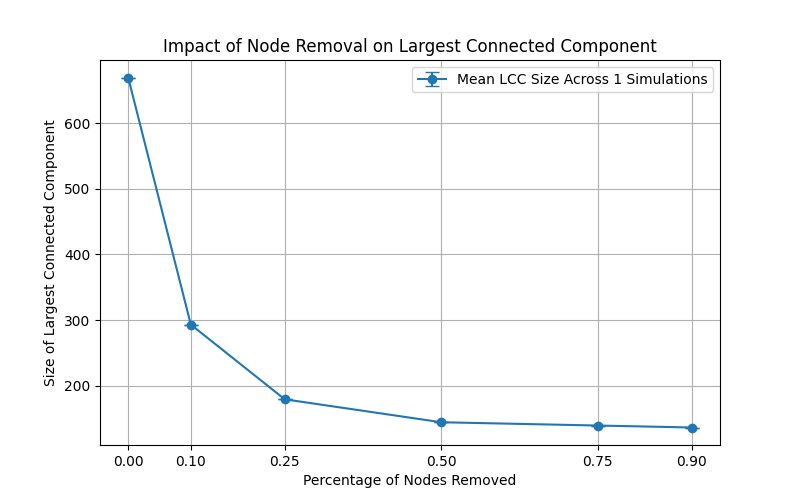 Impact of Node Removal on Largest Connected Component
Mean LCC Size Across 1 Simulations
Size of Largest Connected Component
600
500
400
300
200
0.00 0.10 0.25 0.50 0.75 0.90
Percentage of Nodes Removed